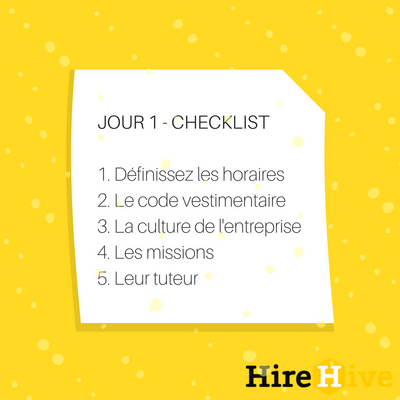 JOUR 1 - CHECKLIST
1. Définissez les horaires
2. Le code vestimentaire
3. La culture de l'entreprise
4. Les missions
5. Leur tuteur
Hire Hive